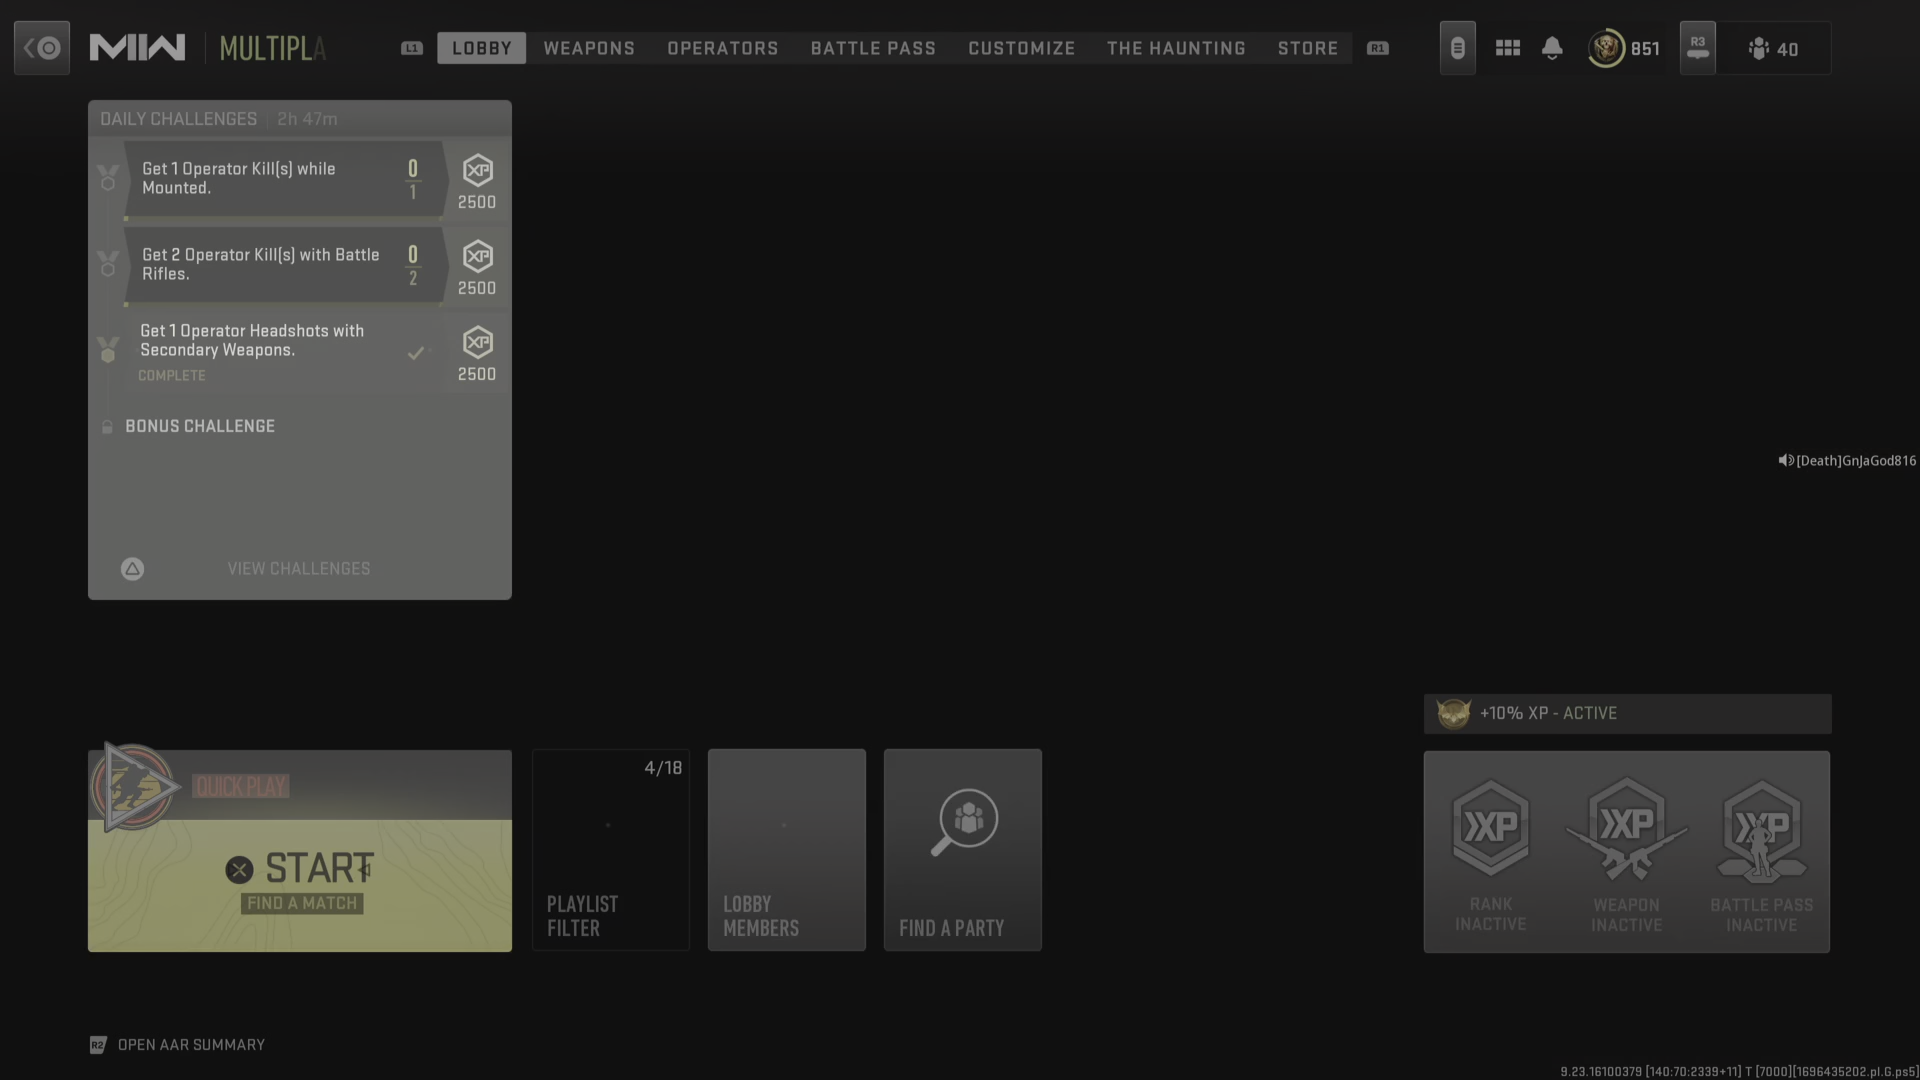 MW MULTIPLA
L1 LOBBY WEAPONS OPERATORS BATTLE PASS CUSTOMIZE THE HAUNTING STORE R1
851
R3
40
DAILY CHALLENGES 2h 47m
Get 1 Operator Kill(s) while
Mounted.
0
1
XP
2500
Get 2 Operator Kill(s) with Battle
Rifles.
0
2
XP
2500
Get 1 Operator Headshots with
Secondary Weapons.
COMPLETE
XP
2500
BONUS CHALLENGE
VIEW CHALLENGES
[Death]GnJaGod816
+10% XP - ACTIVE
QUICK PLAY
START
FIND A MATCH
4/18
PLAYLIST
FILTER
LOBBY
MEMBERS
FIND A PARTY
XP
RANK
INACTIVE
XP
WEAPON
INACTIVE
XP
BATTLE PASS
INACTIVE
R2 OPEN AAR SUMMARY
9.23.16100379 [140:70:2339+11] T [7000][1696435202.pl.G.ps5]